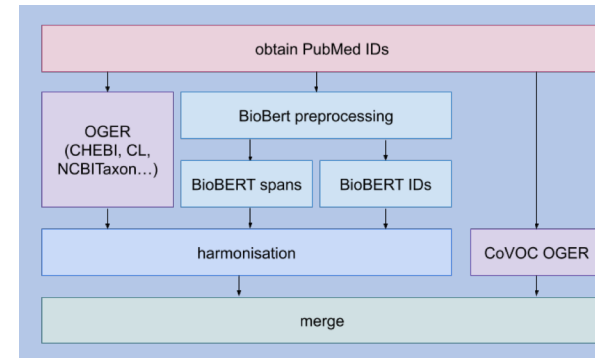 obtain PubMed IDs
OGER
(CHEBI, CL,
NCBITaxon…)
BioBert preprocessing
BioBERT spans
BioBERT IDs
harmonisation
CoVOC OGER
merge